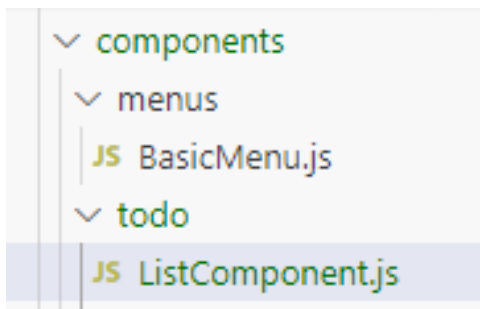 components
menus
JS BasicMenu.js
todo
JS ListComponent.js